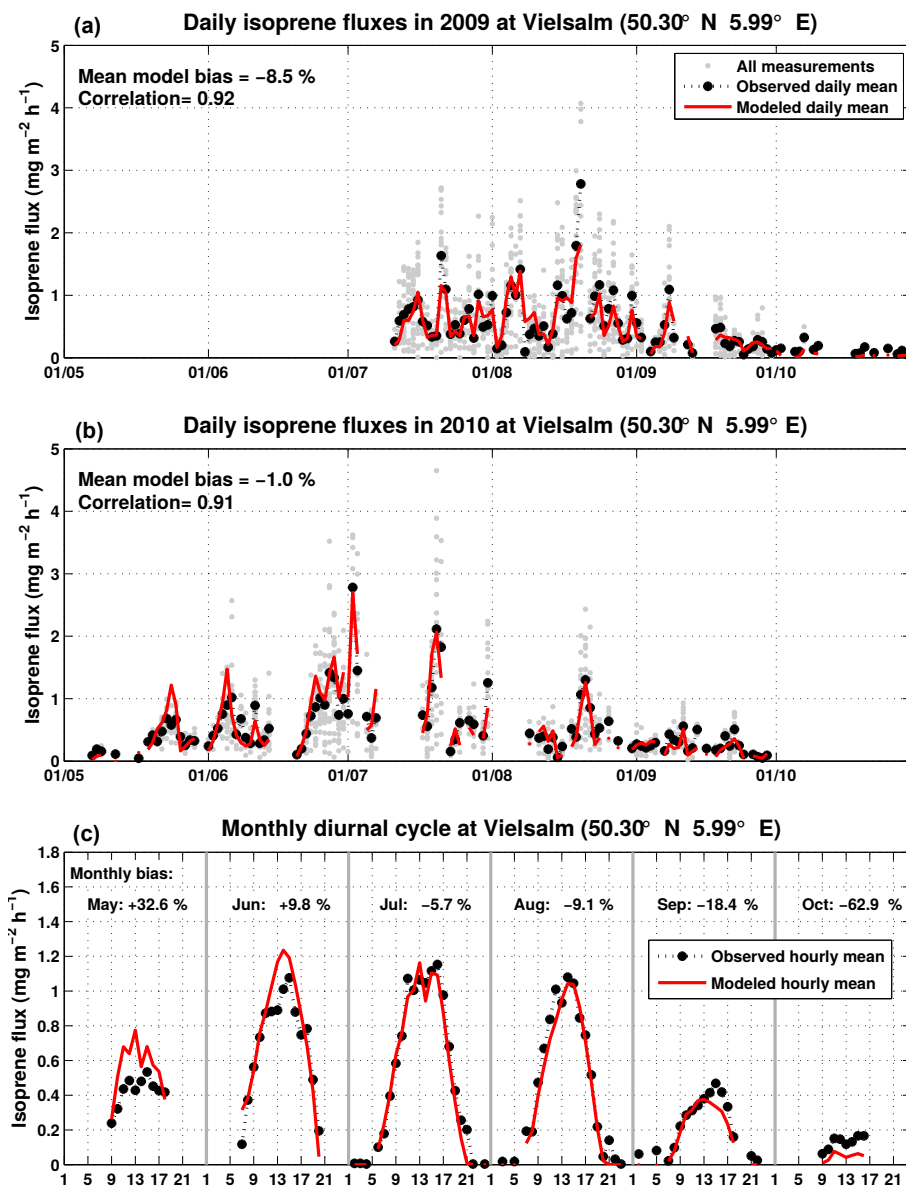 (a) Daily isoprene fluxes in 2009 at Vielsalm (50.30° N 5.99° E)
Isoprene flux (mg m−2 h−1)
5
4
3
2
1
0
Mean model bias = −8.5 %
Correlation= 0.92
All measurements
Observed daily mean
Modeled daily mean
01/05 01/06 01/07 01/08 01/09 01/10
(b) Daily isoprene fluxes in 2010 at Vielsalm (50.30° N 5.99° E)
Isoprene flux (mg m−2 h−1)
5
4
3
2
1
0
Mean model bias = −1.0 %
Correlation= 0.91
01/05 01/06 01/07 01/08 01/09 01/10
(c) Monthly diurnal cycle at Vielsalm (50.30° N 5.99° E)
Isoprene flux (mg m−2 h−1)
1.8
1.6
1.4
1.2
1
0.8
0.6
0.4
0.2
0
Monthly bias:
May: +32.6 % Jun: +9.8 % Jul: −5.7 % Aug: −9.1 % Sep: −18.4 % Oct: −62.9 %
Observed hourly mean
Modeled hourly mean
1 5 9 13 17 21 1 5 9 13 17 21 1 5 9 13 17 21 1 5 9 13 17 21 1 5 9 13 17 21 1 5 9 13 17 21